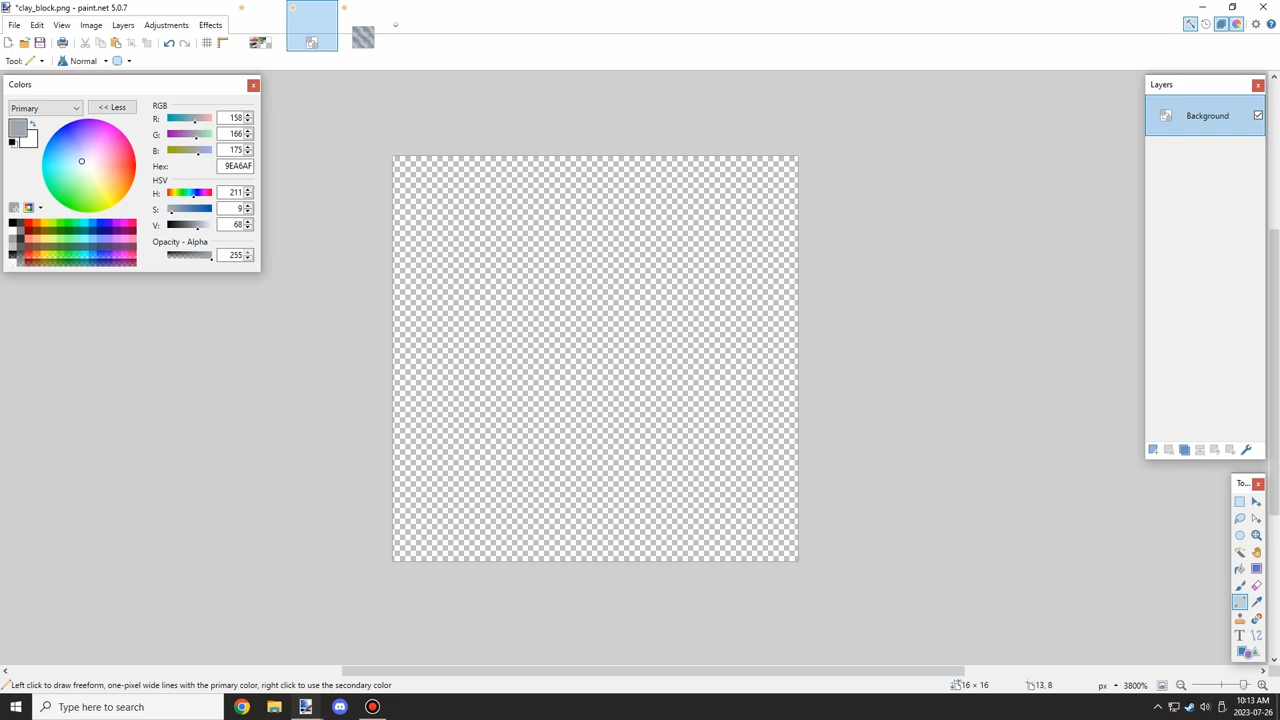 *clay_block.png - paint.net 5.0.7
File Edit View Image Layers Adjustments Effects
Tool: Normal
Colors
Primary << Less
RGB
R: 158
G: 166
B: 175
Hex: 9EA6AF
HSV
H: 211
S: 9
V: 68
Opacity - Alpha
255
Layers
Background
To...
Left click to draw freeform, one-pixel wide lines with the primary color, right click to use the secondary color
16 × 16
13, 8
px
3800%
Type here to search
10:13 AM
2023-07-26